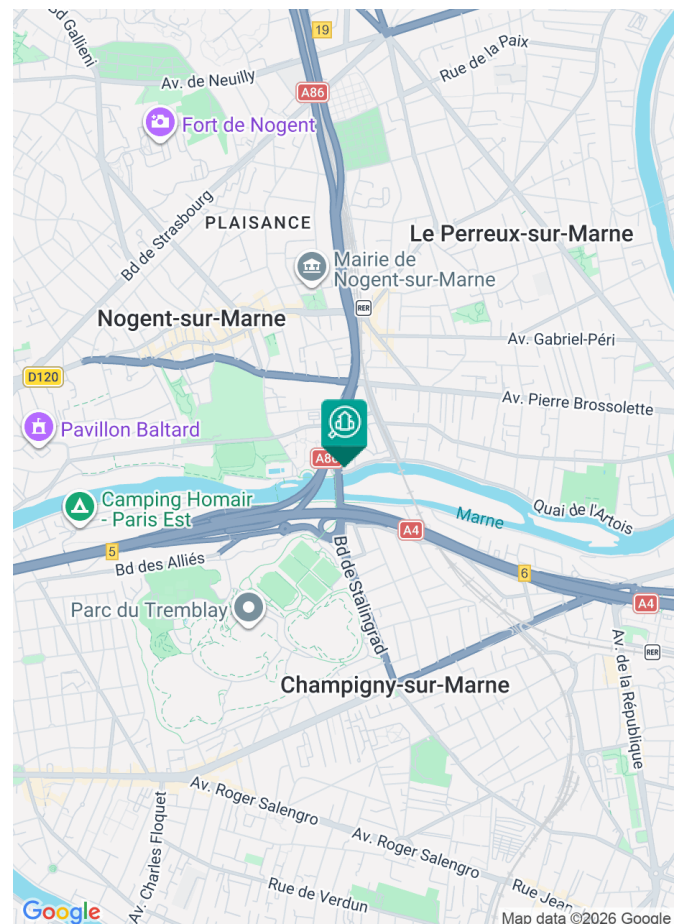 Bd Gallieni
19
Rue de la Paix
Av. de Neuilly
A86
Fort de Nogent
Bd de Strasbourg
PLAISANCE
Le Perreux-sur-Marne
Mairie de
Nogent-sur-Marne
RER
Nogent-sur-Marne
Av. Gabriel-Péri
D120
Av. Pierre Brossolette
Pavillon Baltard
A86
Camping Homair
- Paris Est
Quai de l'Artois
Marne
A4
5
Bd des Alliés
Bd de Stalingrad
6
A4
Parc du Tremblay
RER
Av. de la République
Champigny-sur-Marne
Av. Roger Salengro
Av. Charles Floquet
Av. Roger Salengro
Rue de Verdun
Rue Jean
Google
Map data ©2026 Google